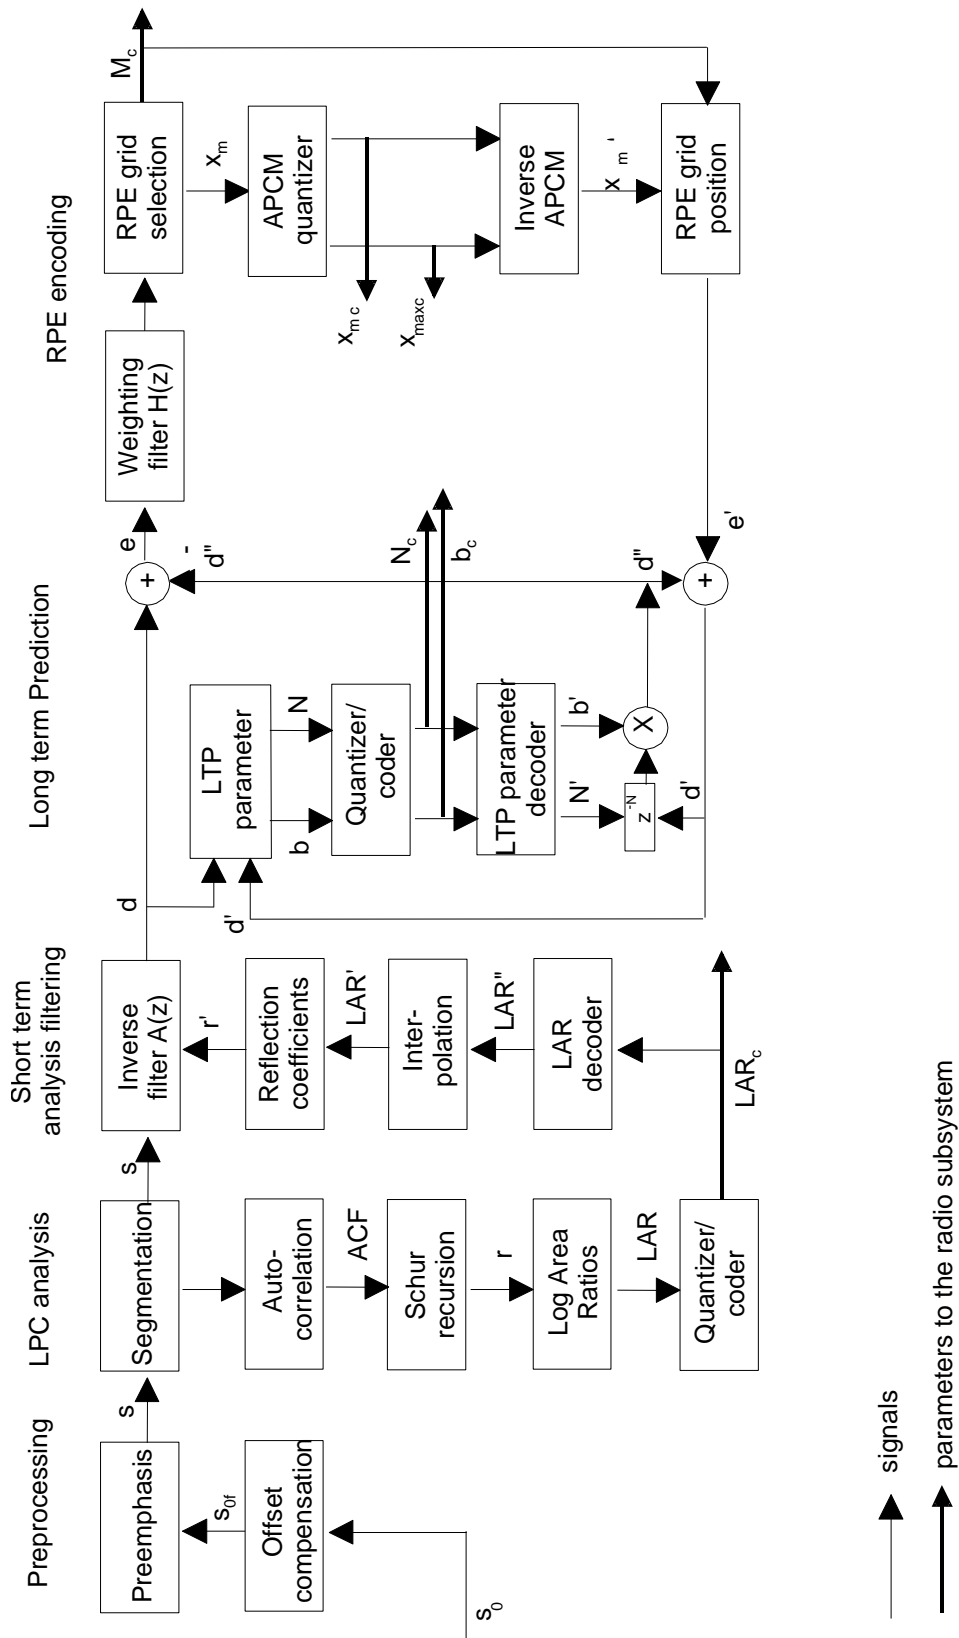 Preprocessing
LPC analysis
Short term
analysis filtering
Long term Prediction
RPE encoding
Preemphasis
s
Segmentation
s
Inverse
filter A(z)
d
+
e
-
d''
Weighting
filter H(z)
RPE grid
selection
Mc
s0f
r'
xm
Offset
compensation
Auto-
correlation
Reflection
coefficients
d'
LTP
parameter
APCM
quantizer
ACF
LAR'
b
N
xmc
xmaxc
Schur
recursion
Inter-
polation
Quantizer/
coder
Nc
bc
s0
r
LAR''
Log Area
Ratios
LAR
decoder
LTP parameter
decoder
Inverse
APCM
LAR
N'
b'
xm'
Quantizer/
coder
LARc
z-N
X
d''
d'
+
e'
RPE grid
position
signals
parameters to the radio subsystem